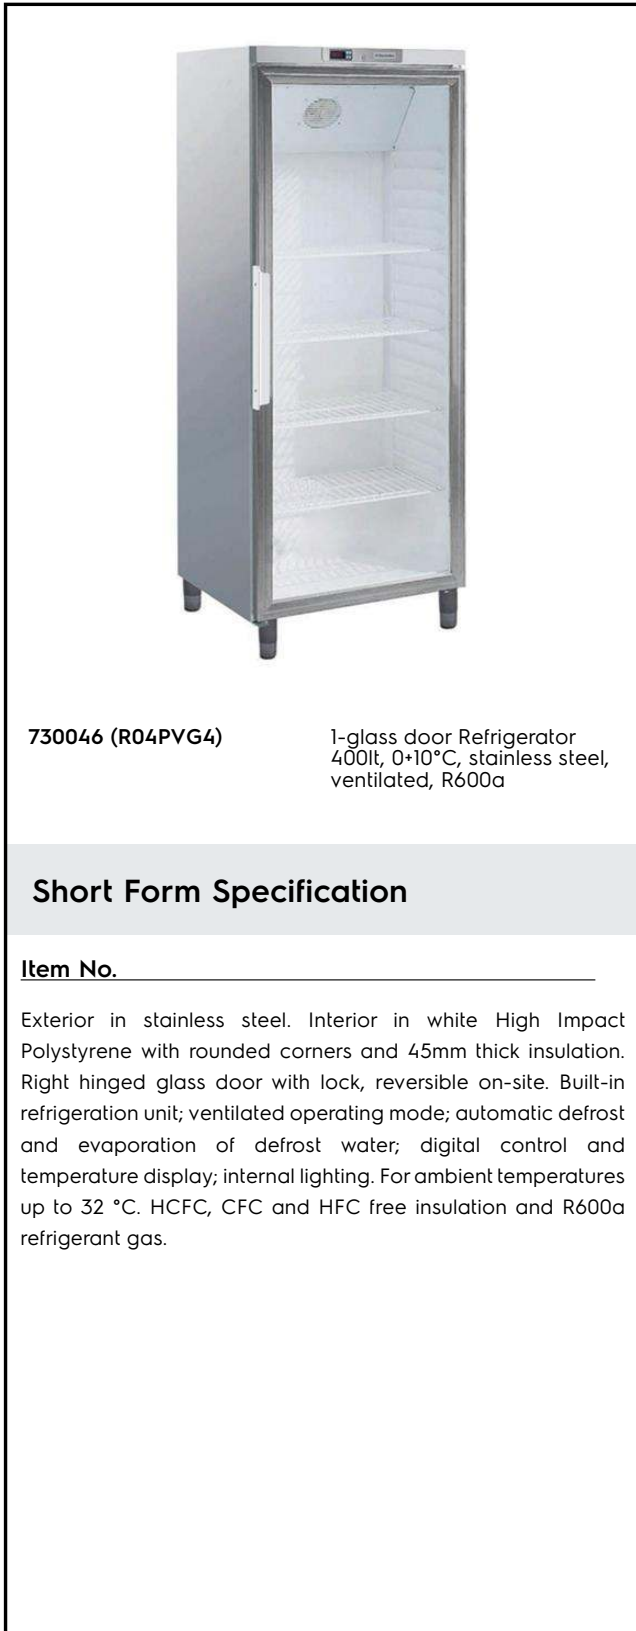 730046 (R04PVG4)
1-glass door Refrigerator
400lt, 0+10°C, stainless steel,
ventilated, R600a
Short Form Specification
Item No.
Exterior in stainless steel. Interior in white High Impact
Polystyrene with rounded corners and 45mm thick insulation.
Right hinged glass door with lock, reversible on-site. Built-in
refrigeration unit; ventilated operating mode; automatic defrost
and evaporation of defrost water; digital control and
temperature display; internal lighting. For ambient temperatures
up to 32 °C. HCFC, CFC and HFC free insulation and R600a
refrigerant gas.